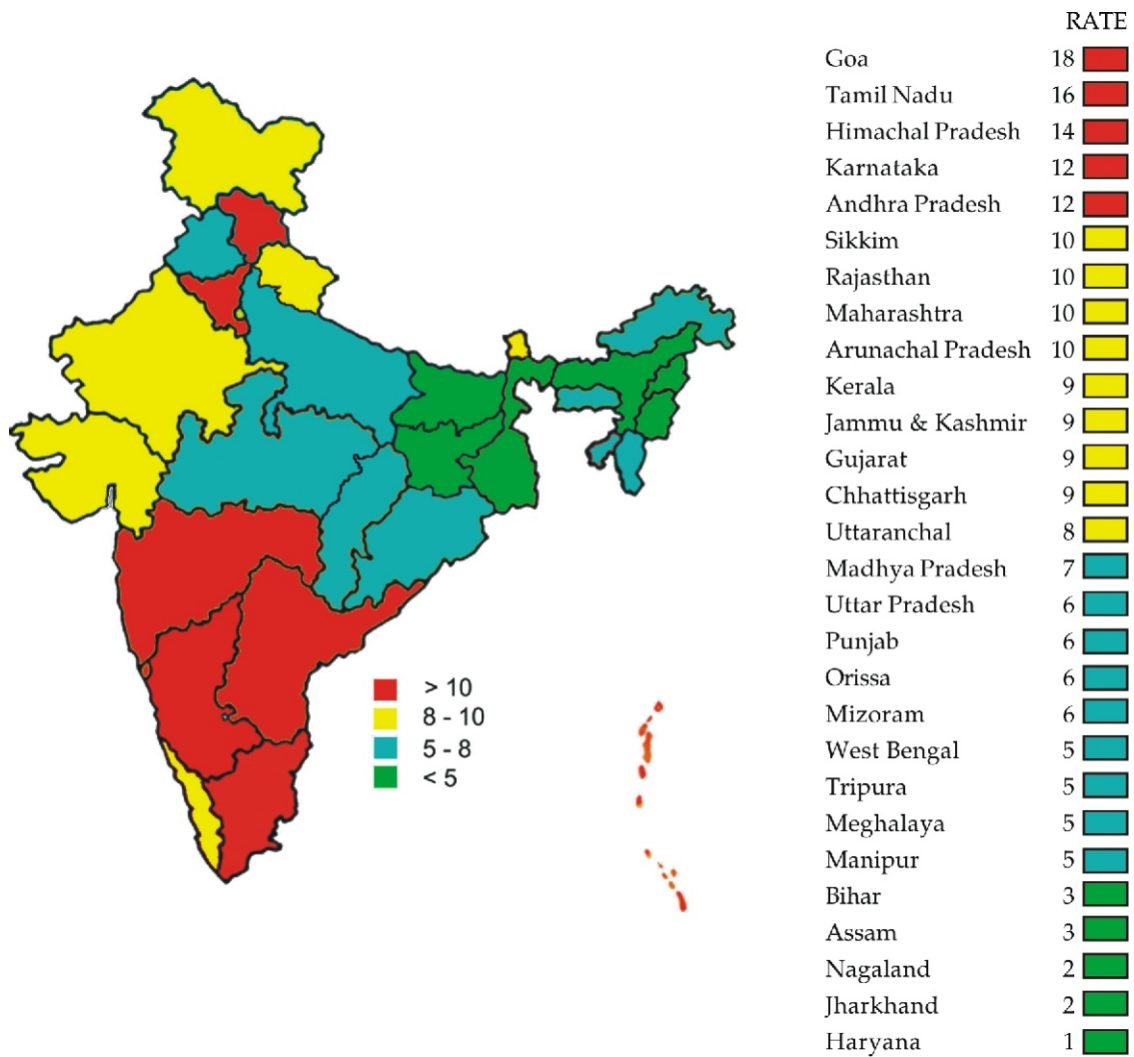 RATE
Goa 18
Tamil Nadu 16
Himachal Pradesh 14
Karnataka 12
Andhra Pradesh 12
Sikkim 10
Rajasthan 10
Maharashtra 10
Arunachal Pradesh 10
Kerala 9
Jammu & Kashmir 9
Gujarat 9
Chhattisgarh 9
Uttaranchal 8
Madhya Pradesh 7
Uttar Pradesh 6
Punjab 6
Orissa 6
Mizoram 6
West Bengal 5
Tripura 5
Meghalaya 5
Manipur 5
Bihar 3
Assam 3
Nagaland 2
Jharkhand 2
Haryana 1
> 10
8 - 10
5 - 8
< 5